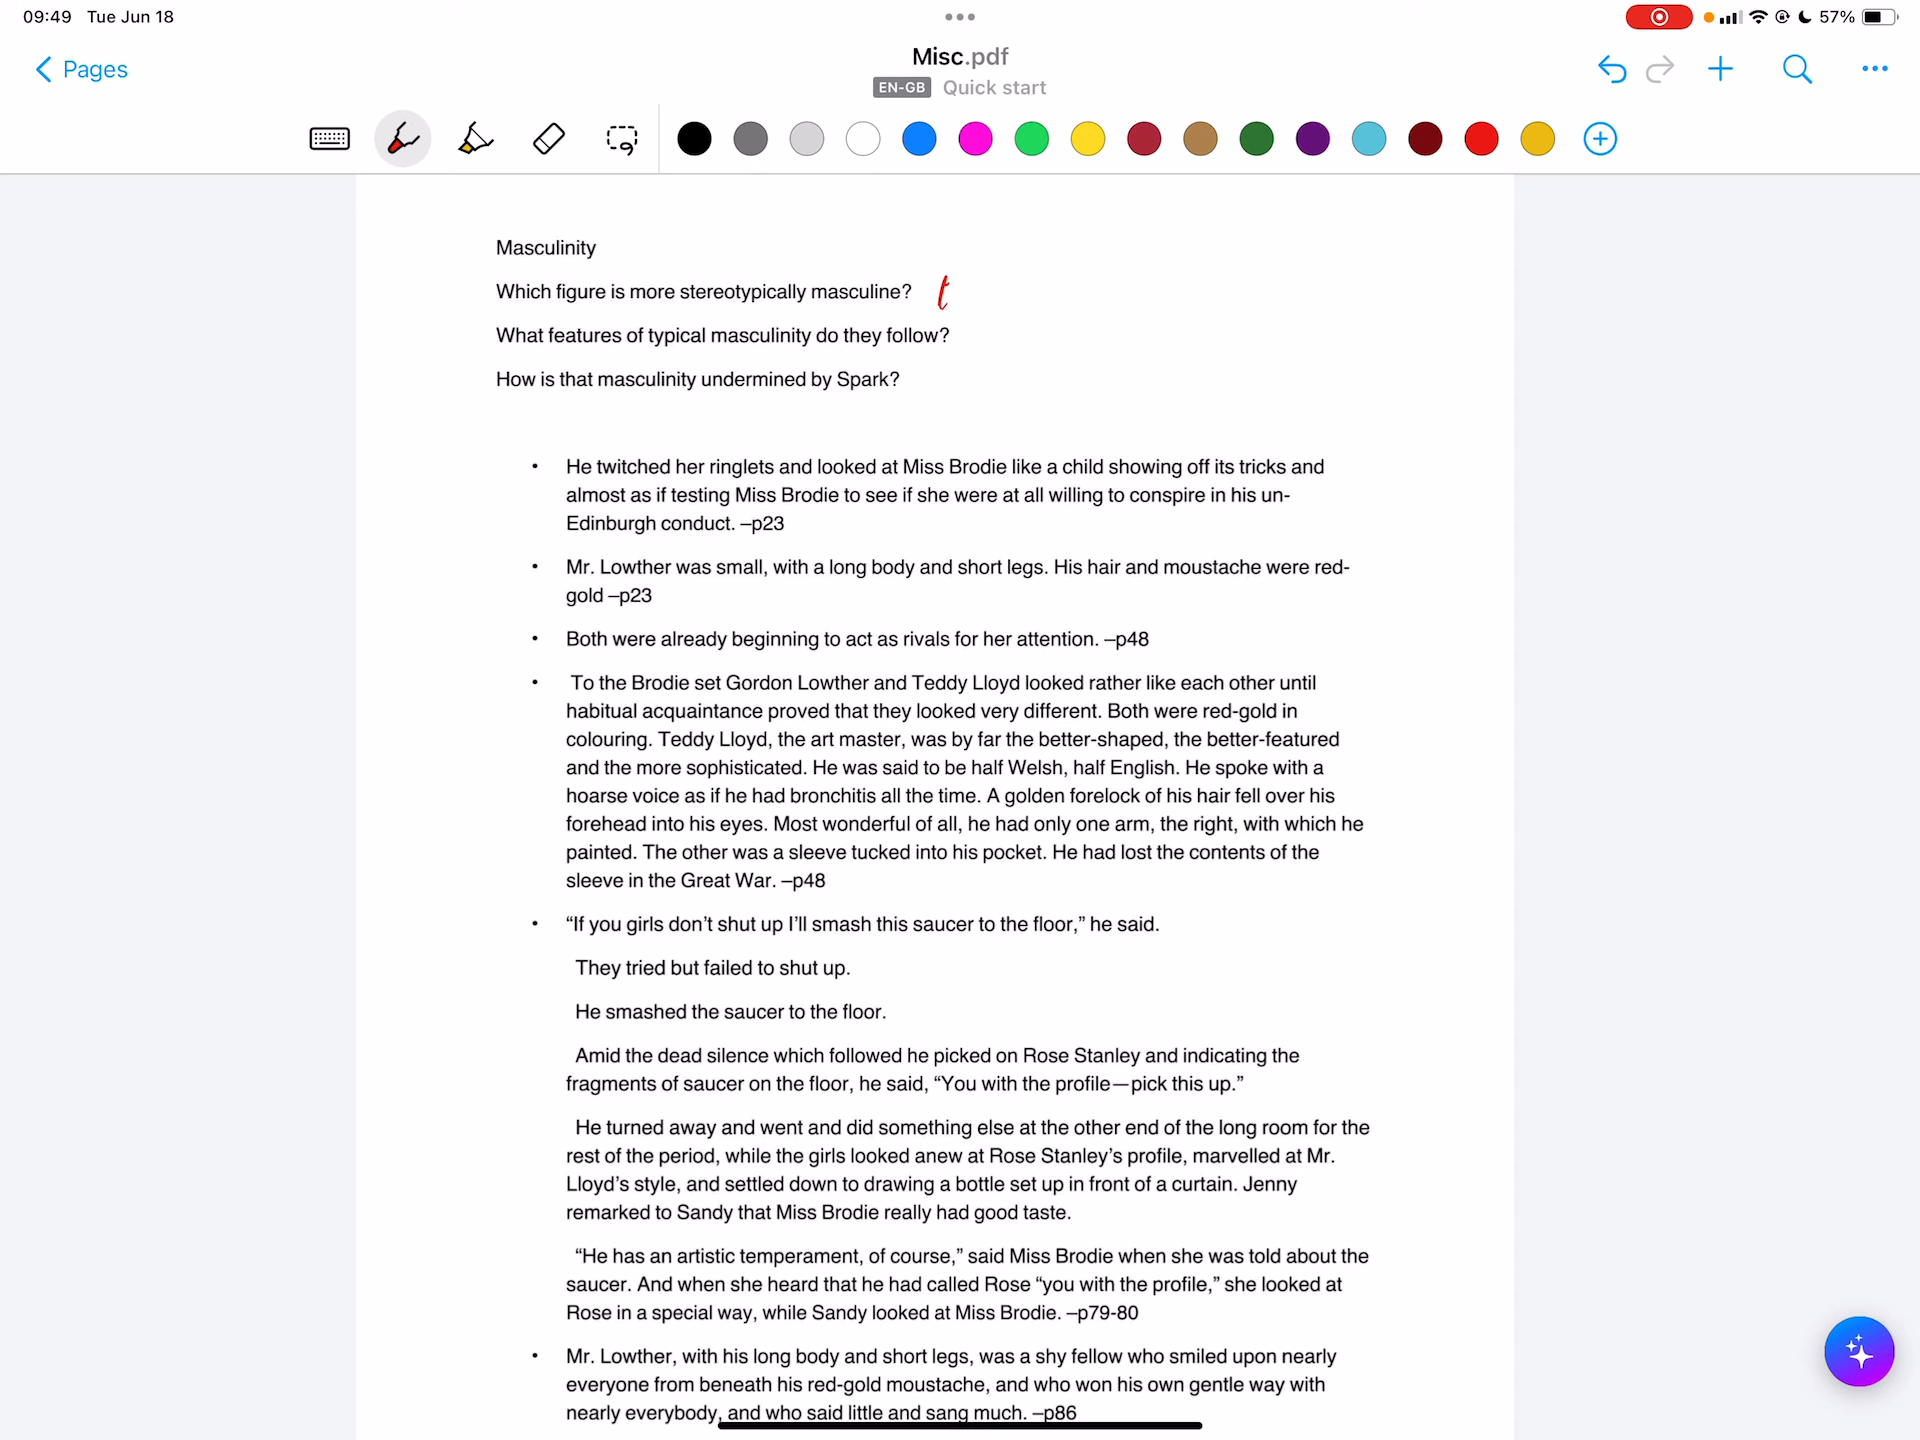 09:49 Tue Jun 18
57%
Pages
Misc.pdf
EN-GB Quick start
Masculinity
Which figure is more stereotypically masculine? t
What features of typical masculinity do they follow?
How is that masculinity undermined by Spark?
• He twitched her ringlets and looked at Miss Brodie like a child showing off its tricks and
almost as if testing Miss Brodie to see if she were at all willing to conspire in his un-
Edinburgh conduct. –p23
• Mr. Lowther was small, with a long body and short legs. His hair and moustache were red-
gold –p23
• Both were already beginning to act as rivals for her attention. –p48
• To the Brodie set Gordon Lowther and Teddy Lloyd looked rather like each other until
habitual acquaintance proved that they looked very different. Both were red-gold in
colouring. Teddy Lloyd, the art master, was by far the better-shaped, the better-featured
and the more sophisticated. He was said to be half Welsh, half English. He spoke with a
hoarse voice as if he had bronchitis all the time. A golden forelock of his hair fell over his
forehead into his eyes. Most wonderful of all, he had only one arm, the right, with which he
painted. The other was a sleeve tucked into his pocket. He had lost the contents of the
sleeve in the Great War. –p48
• “If you girls don’t shut up I’ll smash this saucer to the floor,” he said.
They tried but failed to shut up.
He smashed the saucer to the floor.
Amid the dead silence which followed he picked on Rose Stanley and indicating the
fragments of saucer on the floor, he said, “You with the profile—pick this up.”
He turned away and went and did something else at the other end of the long room for the
rest of the period, while the girls looked anew at Rose Stanley’s profile, marvelled at Mr.
Lloyd’s style, and settled down to drawing a bottle set up in front of a curtain. Jenny
remarked to Sandy that Miss Brodie really had good taste.
“He has an artistic temperament, of course,” said Miss Brodie when she was told about the
saucer. And when she heard that he had called Rose “you with the profile,” she looked at
Rose in a special way, while Sandy looked at Miss Brodie. –p79-80
• Mr. Lowther, with his long body and short legs, was a shy fellow who smiled upon nearly
everyone from beneath his red-gold moustache, and who won his own gentle way with
nearly everybody, and who said little and sang much. –p86